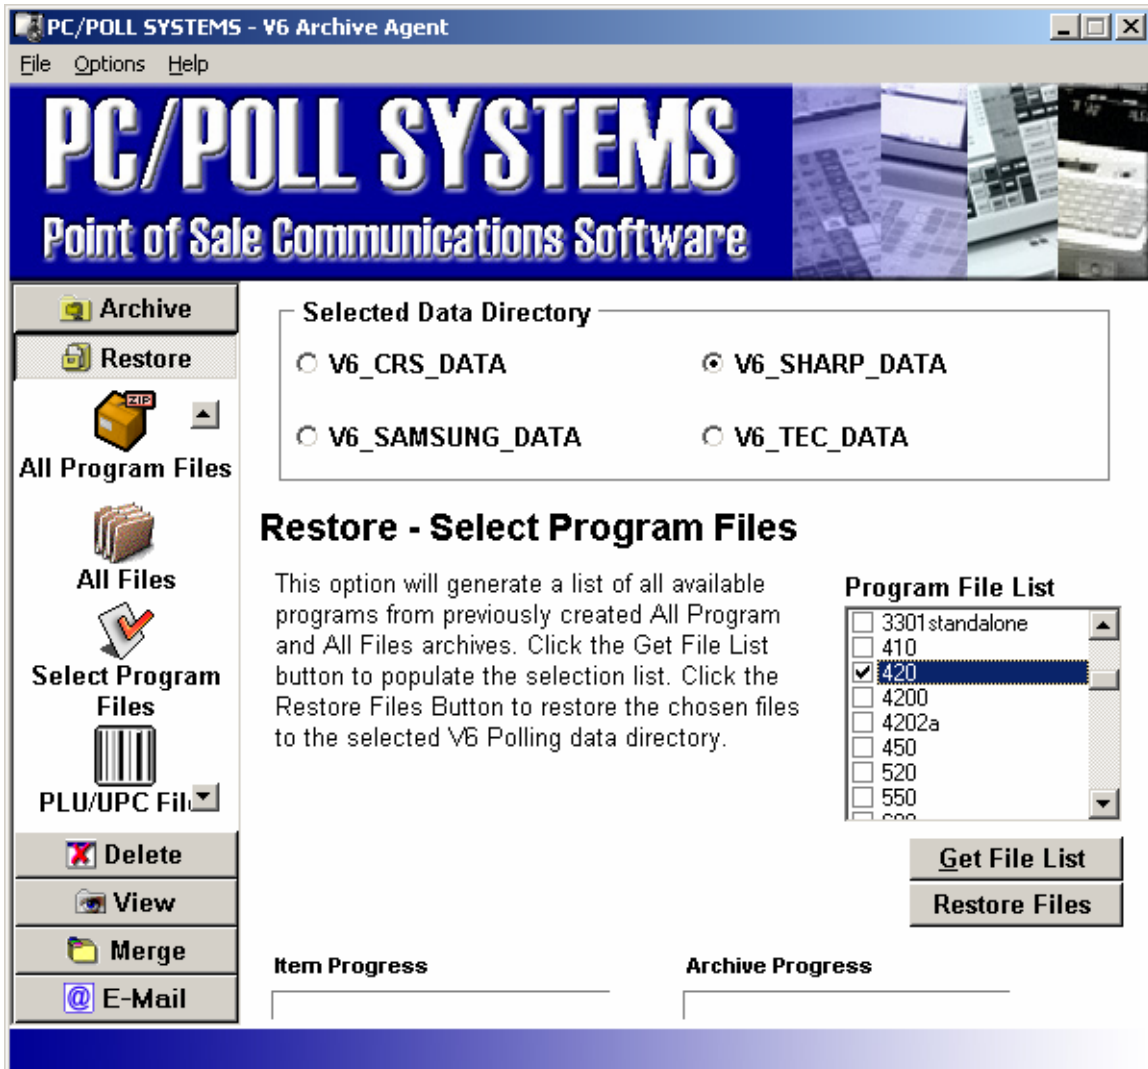 PC/POLL SYSTEMS - V6 Archive Agent
File Options Help
PC/POLL SYSTEMS
Point of Sale Communications Software
Archive
Restore
ZIP
All Program Files
All Files
Select Program
Files
PLU/UPC Fil
Delete
View
Merge
@ E-Mail
Selected Data Directory
V6_CRS_DATA
V6_SHARP_DATA
V6_SAMSUNG_DATA
V6_TEC_DATA
Restore - Select Program Files
This option will generate a list of all available
programs from previously created All Program
and All Files archives. Click the Get File List
button to populate the selection list. Click the
Restore Files Button to restore the chosen files
to the selected V6 Polling data directory.
Program File List
3301standalone
410
420
4200
4202a
450
520
550
Get File List
Restore Files
Item Progress
Archive Progress